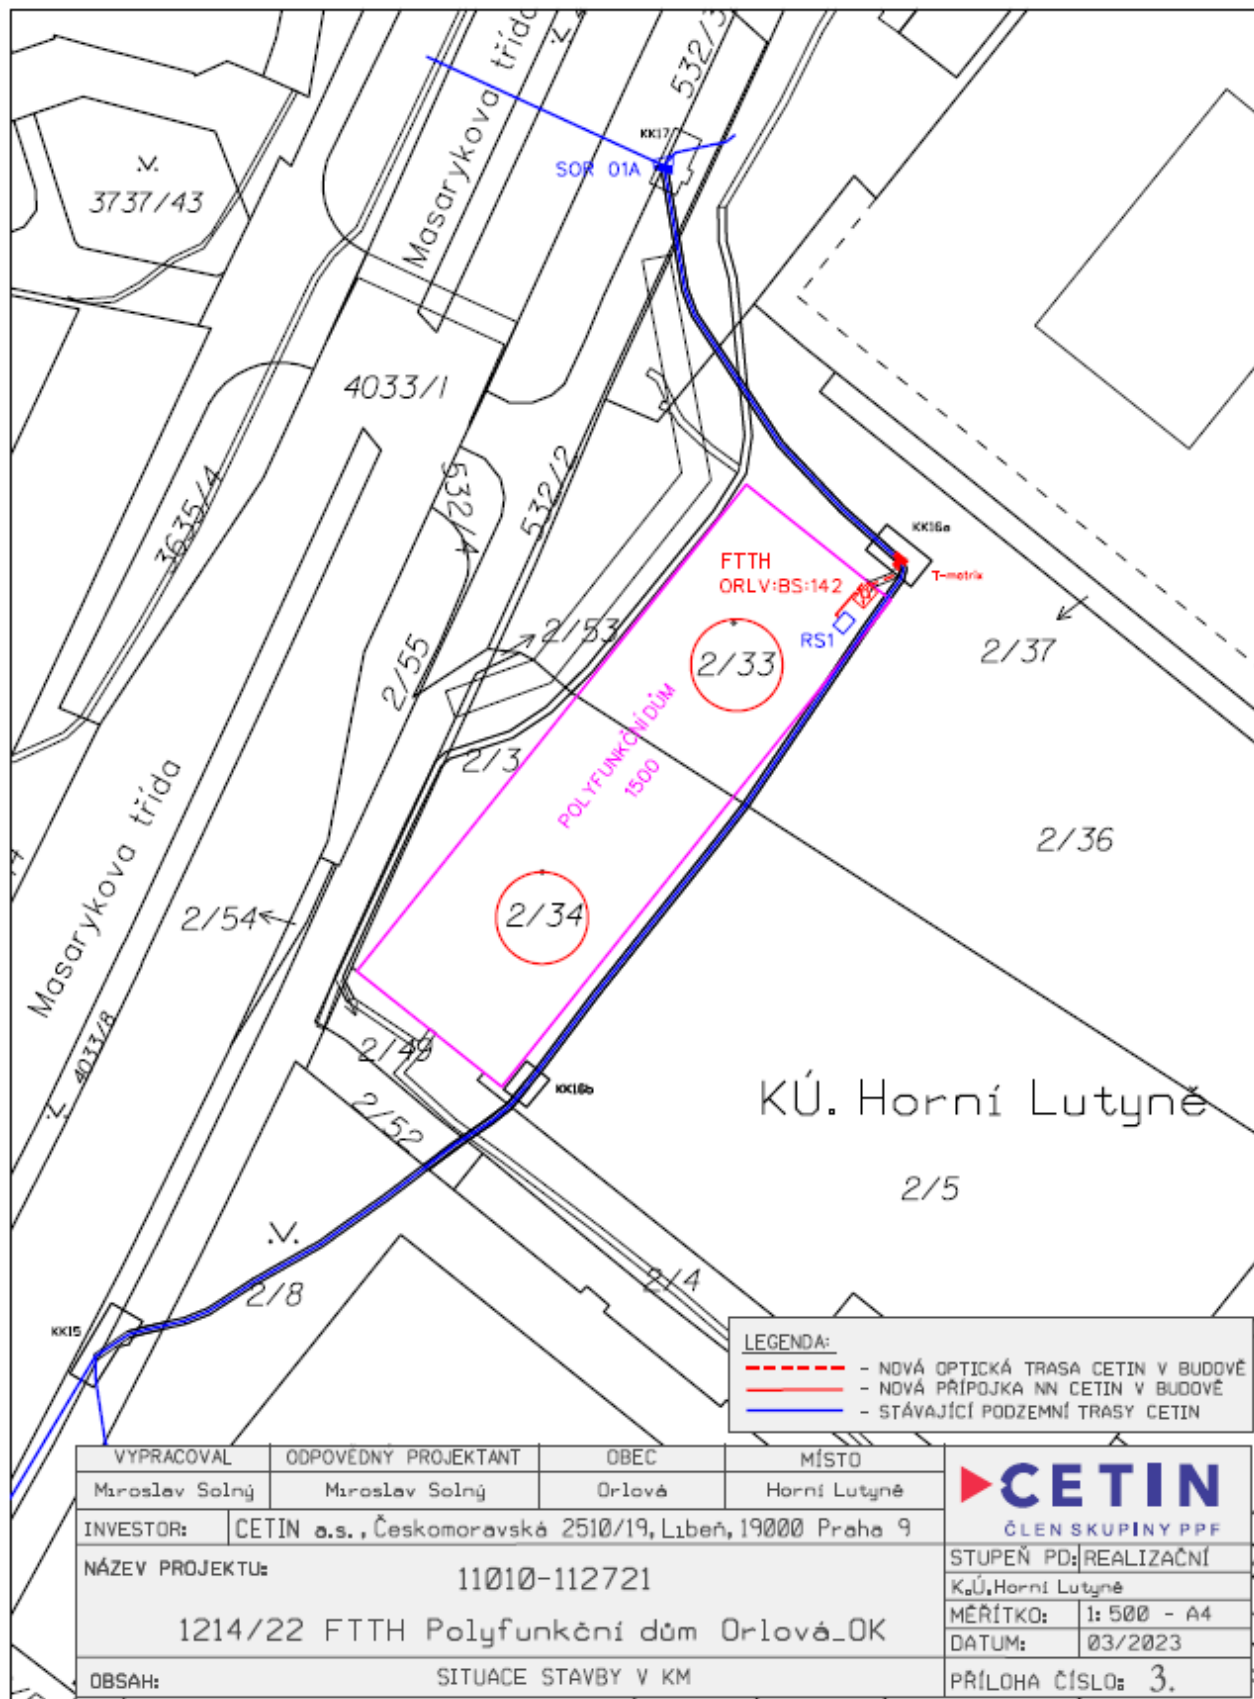 Masarykova třída
532/3
KK17
SOR 01A
3737/43
4033/1
3635/4
532/4
532/2
KK16a
FTTH
ORLV:BS:142
T-matrix
RS1
2/53
2/33
2/37
2/55
2/3
POLYFUNKČNÍ DŮM
1500
2/36
Masarykova třída
2/54
2/34
4033/8
2/49
KK16b
2/52
KÚ. Horní Lutyně
2/5
2/8
2/4
KK15
LEGENDA:
- NOVÁ OPTICKÁ TRASA CETIN V BUDOVĚ
- NOVÁ PŘÍPOJKA NN CETIN V BUDOVĚ
- STÁVAJÍCÍ PODZEMNÍ TRASY CETIN
VYPRACOVAL ODPOVĚDNÝ PROJEKTANT OBEC MÍSTO
Miroslav Solný Miroslav Solný Orlová Horní Lutyně
CETIN
ČLEN SKUPINY PPF
INVESTOR: CETIN a.s., Českomoravská 2510/19, Libeň, 19000 Praha 9
NÁZEV PROJEKTU: 11010-112721
1214/22 FTTH Polyfunkční dům Orlová_OK
STUPEŇ PD: REALIZAČNÍ
K.Ú.Horní Lutyně
MĚŘÍTKO: 1: 500 - A4
DATUM: 03/2023
OBSAH: SITUACE STAVBY V KM
PŘÍLOHA ČÍSLO: 3.